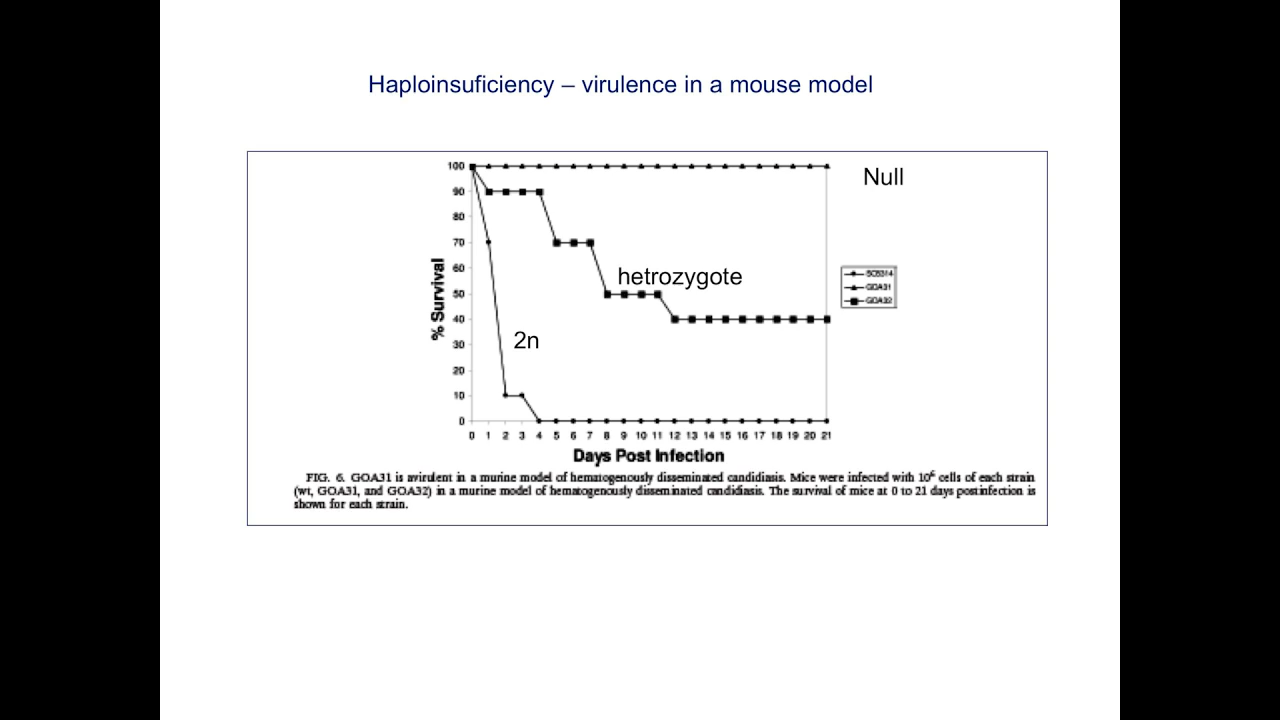 Haploinsuficiency – virulence in a mouse model
100
90
80
70
60
50
40
30
20
10
0
% Survival
Null
hetrozygote
2n
SC5314
GOA31
GOA32
0 1 2 3 4 5 6 7 8 9 10 11 12 13 14 15 16 17 18 19 20 21
Days Post Infection
FIG. 6. GOA31 is avirulent in a murine model of hematogenously disseminated candidiasis. Mice were infected with 10⁶ cells of each strain
(wt, GOA31, and GOA32) in a murine model of hematogenously disseminated candidiasis. The survival of mice at 0 to 21 days postinfection is
shown for each strain.